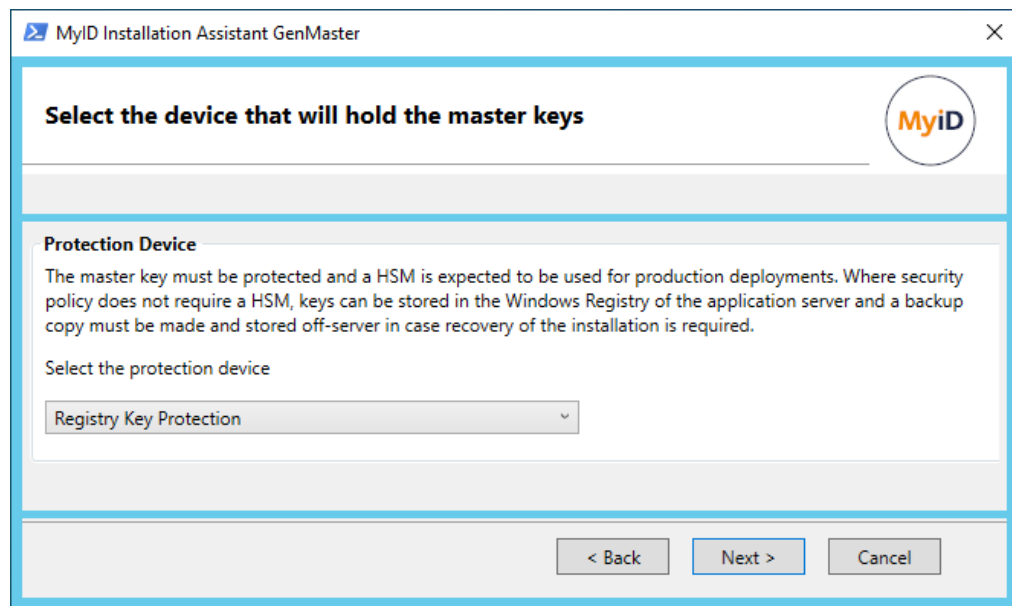 MyID Installation Assistant GenMaster
Select the device that will hold the master keys
MyiD
Protection Device
The master key must be protected and a HSM is expected to be used for production deployments. Where security
policy does not require a HSM, keys can be stored in the Windows Registry of the application server and a backup
copy must be made and stored off-server in case recovery of the installation is required.
Select the protection device
Registry Key Protection
< Back
Next >
Cancel